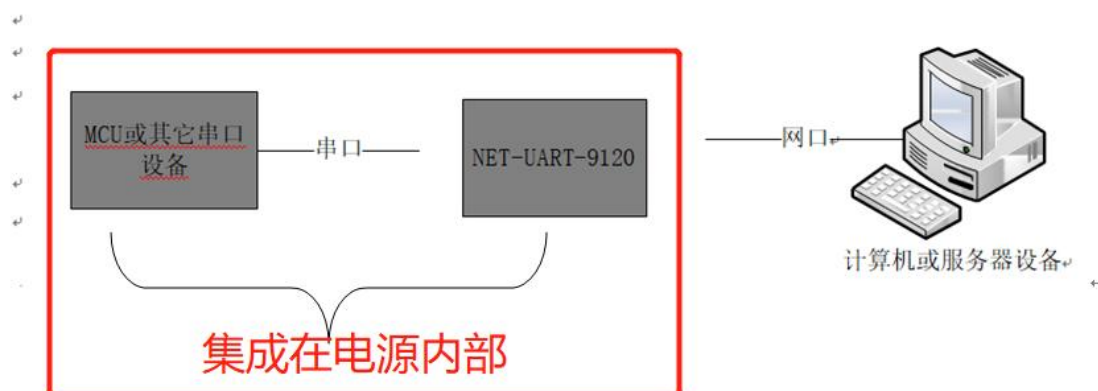 MCU或其它串口
设备
串口
NET-UART-9120
网口
计算机或服务器设备
集成在电源内部